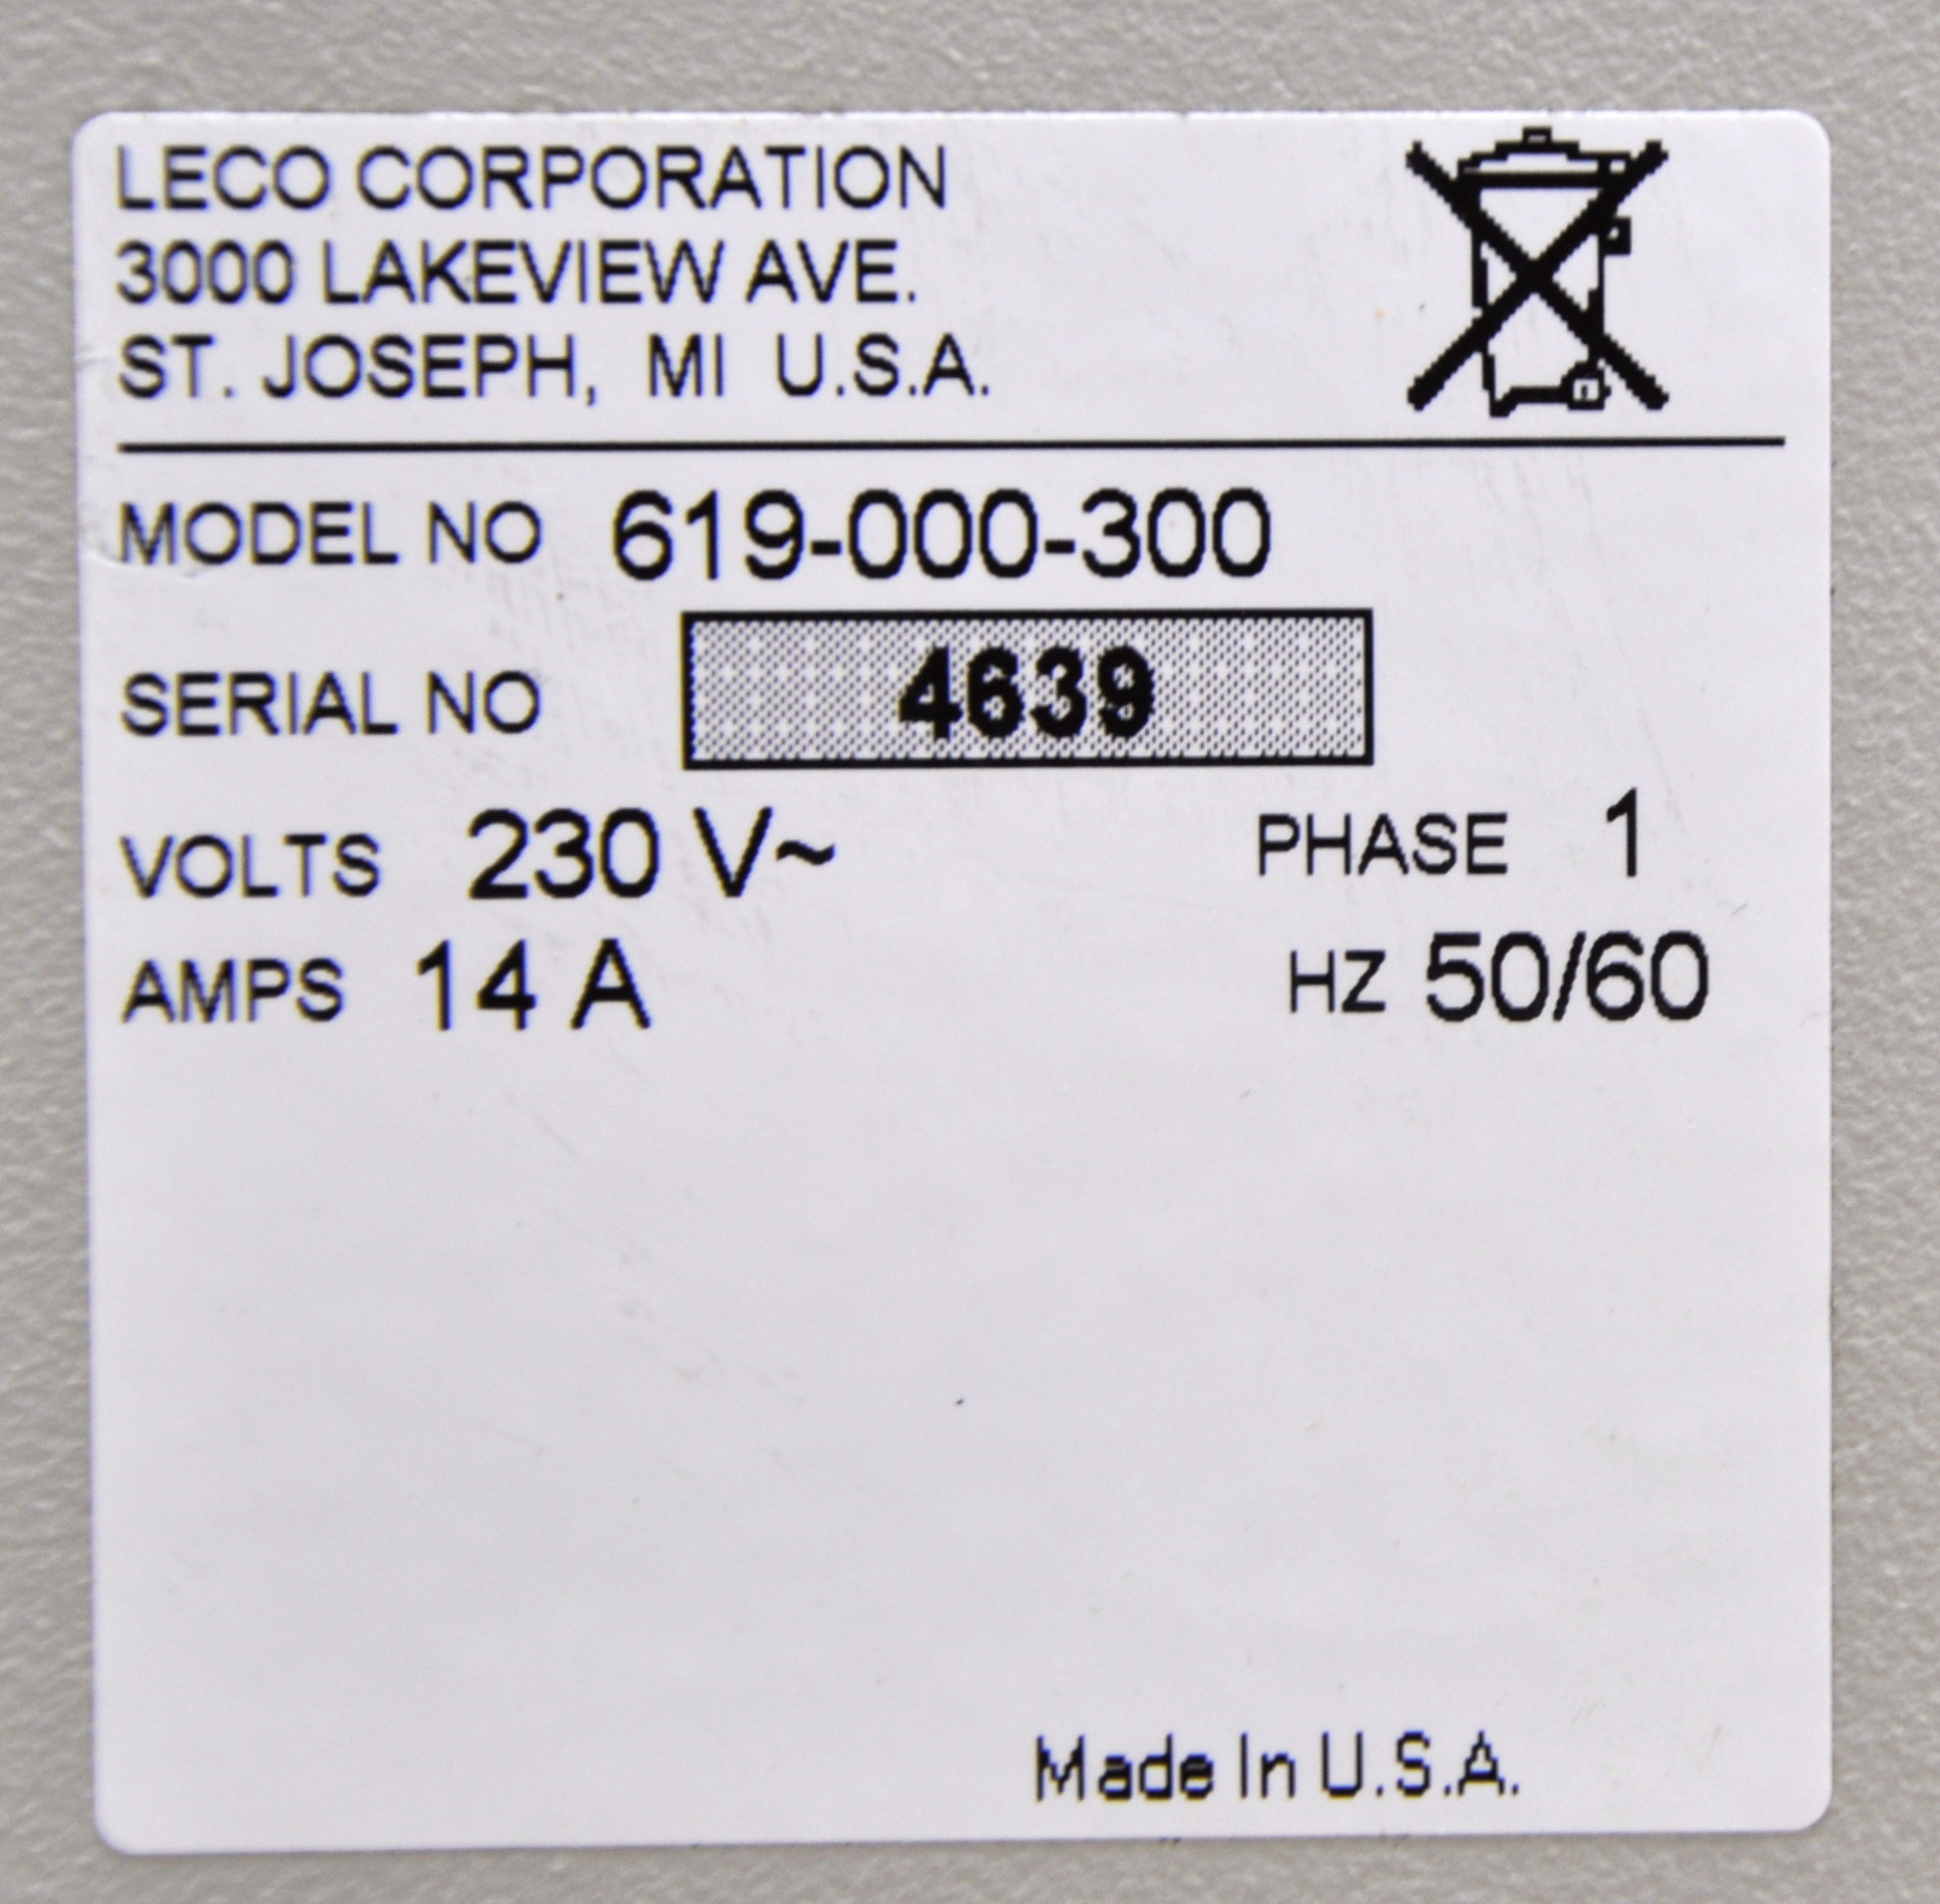 LECO CORPORATION
3000 LAKEVIEW AVE.
ST. JOSEPH, MI U.S.A.
MODEL NO 619-000-300
SERIAL NO 4639
VOLTS 230 V~ PHASE 1
AMPS 14 A HZ 50/60
Made In U.S.A.